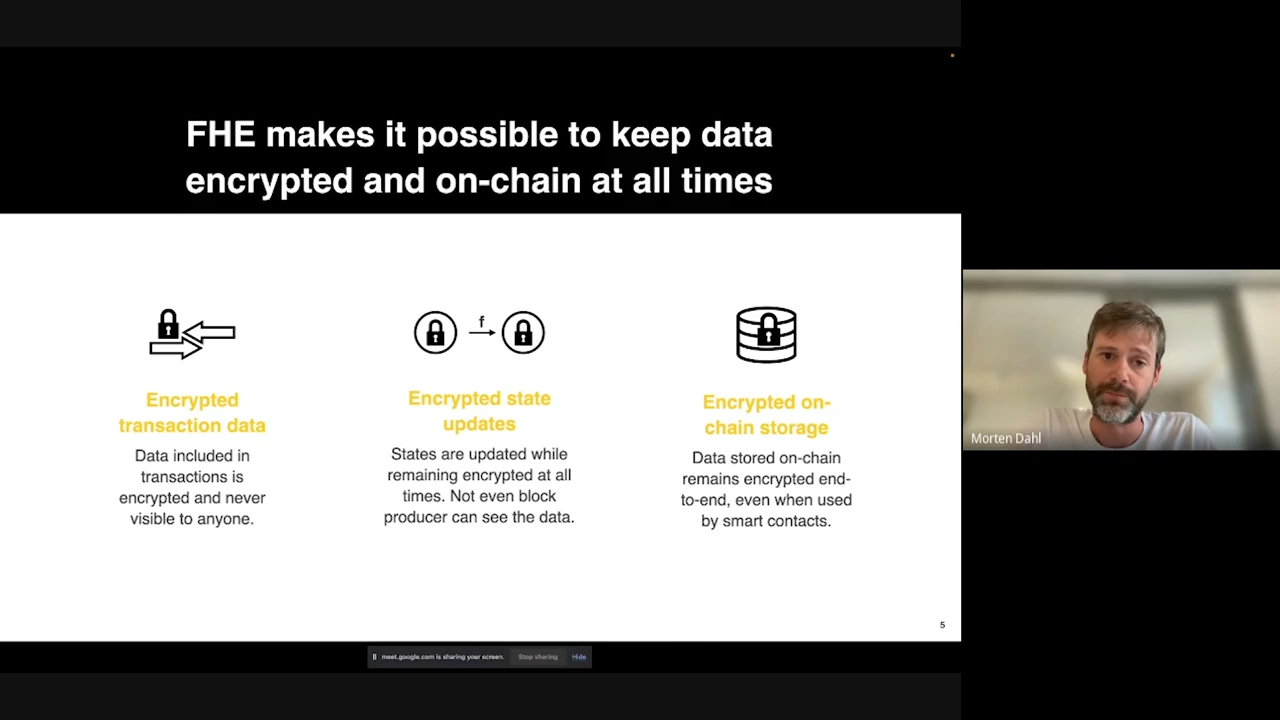 FHE makes it possible to keep data
encrypted and on-chain at all times
f
Encrypted
transaction data
Data included in
transactions is
encrypted and never
visible to anyone.
Encrypted state
updates
States are updated while
remaining encrypted at all
times. Not even block
producer can see the data.
Encrypted on-
chain storage
Data stored on-chain
remains encrypted end-
to-end, even when used
by smart contacts.
5
meet.google.com is sharing your screen.
Stop sharing
Hide
Morten Dahl